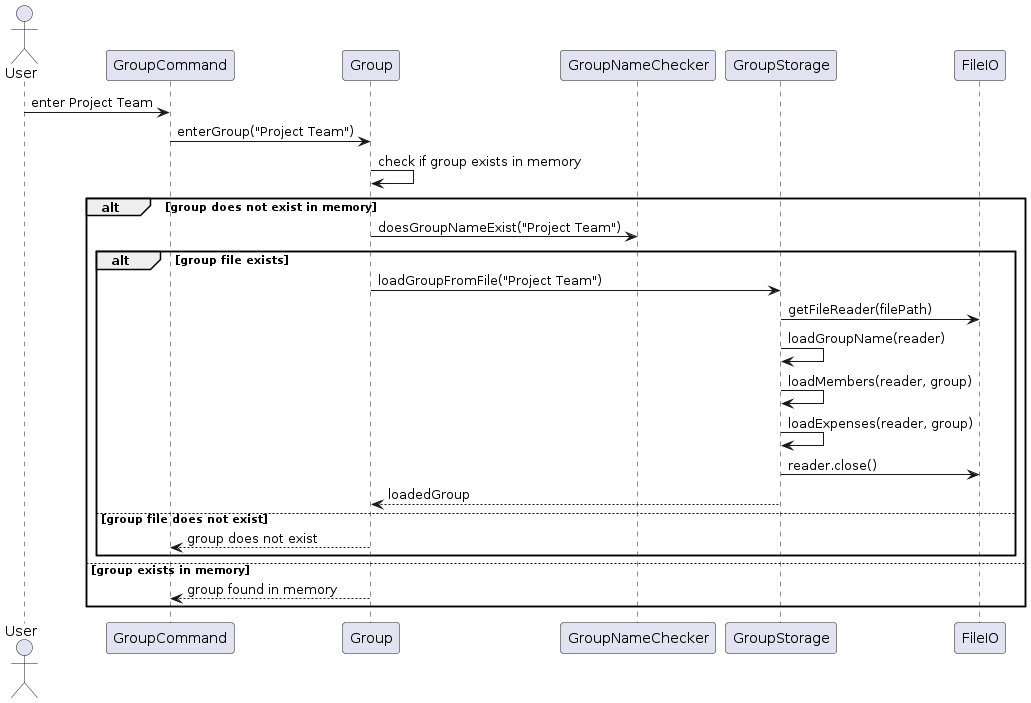 User
GroupCommand
Group
GroupNameChecker
GroupStorage
FileIO
enter Project Team
enterGroup("Project Team")
check if group exists in memory
alt
[group does not exist in memory]
doesGroupNameExist("Project Team")
alt
[group file exists]
loadGroupFromFile("Project Team")
getFileReader(filePath)
loadGroupName(reader)
loadMembers(reader, group)
loadExpenses(reader, group)
reader.close()
loadedGroup
[group file does not exist]
group does not exist
[group exists in memory]
group found in memory
User
GroupCommand
Group
GroupNameChecker
GroupStorage
FileIO